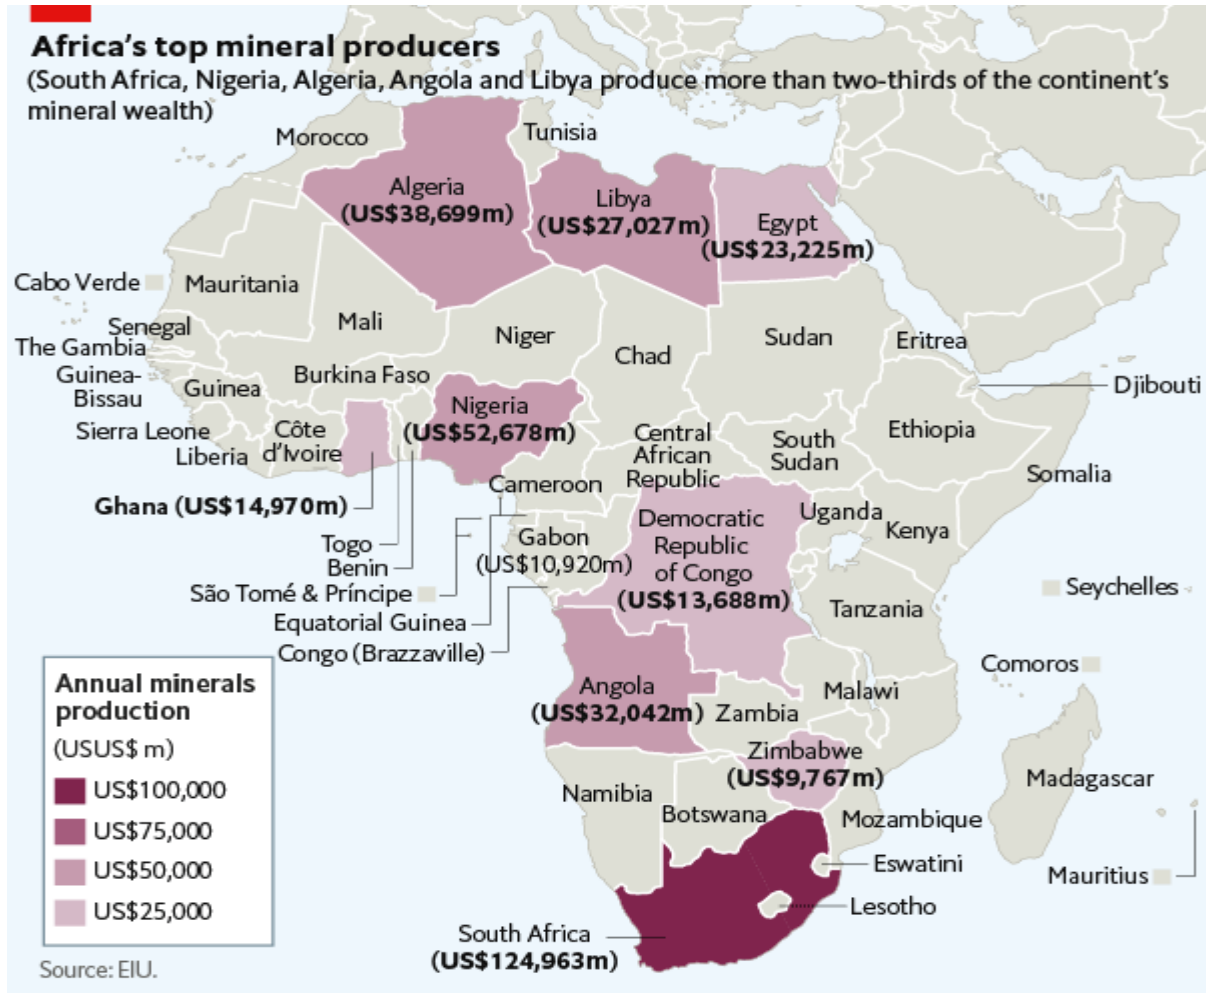 Africa's top mineral producers
(South Africa, Nigeria, Algeria, Angola and Libya produce more than two-thirds of the continent's
mineral wealth)
Morocco
Tunisia
Algeria
(US$38,699m)
Libya
(US$27,027m)
Egypt
(US$23,225m)
Cabo Verde
Mauritania
Mali
Niger
Chad
Sudan
Eritrea
Senegal
The Gambia
Guinea-
Bissau
Guinea
Burkina Faso
Djibouti
Sierra Leone
Liberia
Côte
d'Ivoire
Nigeria
(US$52,678m)
Central
African
Republic
South
Sudan
Ethiopia
Somalia
Ghana (US$14,970m)
Cameroon
Togo
Benin
São Tomé & Príncipe
Equatorial Guinea
Congo (Brazzaville)
Gabon
(US$10,920m)
Democratic
Republic
of Congo
(US$13,688m)
Uganda
Kenya
Tanzania
Seychelles
Comoros
Angola
(US$32,042m)
Zambia
Malawi
Zimbabwe
(US$9,767m)
Namibia
Botswana
Mozambique
Madagascar
Mauritius
Eswatini
Lesotho
South Africa
(US$124,963m)
Annual minerals
production
(USUS$ m)
US$100,000
US$75,000
US$50,000
US$25,000
Source: EIU.